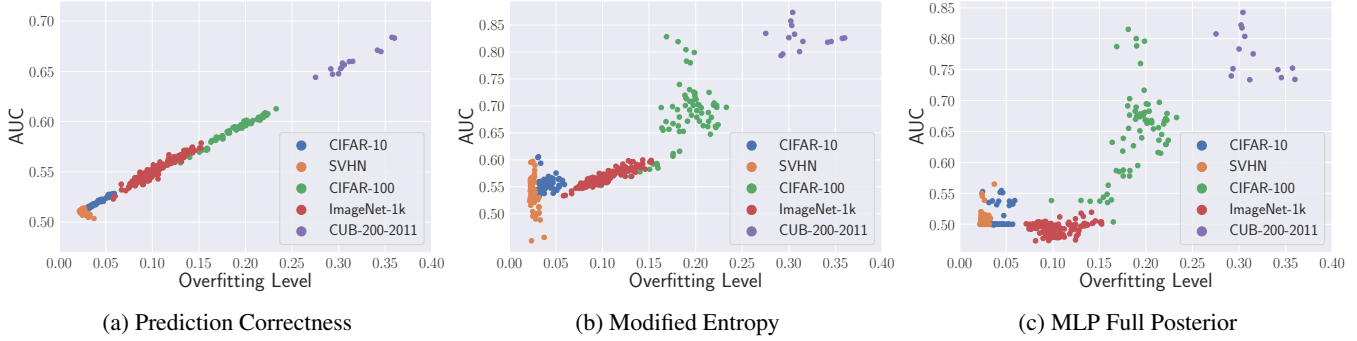 0.70
0.65
0.60
0.55
0.50
AUC
0.00 0.05 0.10 0.15 0.20 0.25 0.30 0.35 0.40
Overfitting Level
CIFAR-10
SVHN
CIFAR-100
ImageNet-1k
CUB-200-2011
(a) Prediction Correctness
0.85
0.80
0.75
0.70
0.65
0.60
0.55
0.50
0.45
AUC
0.00 0.05 0.10 0.15 0.20 0.25 0.30 0.35 0.40
Overfitting Level
CIFAR-10
SVHN
CIFAR-100
ImageNet-1k
CUB-200-2011
(b) Modified Entropy
0.85
0.80
0.75
0.70
0.65
0.60
0.55
0.50
AUC
0.00 0.05 0.10 0.15 0.20 0.25 0.30 0.35 0.40
Overfitting Level
CIFAR-10
SVHN
CIFAR-100
ImageNet-1k
CUB-200-2011
(c) MLP Full Posterior